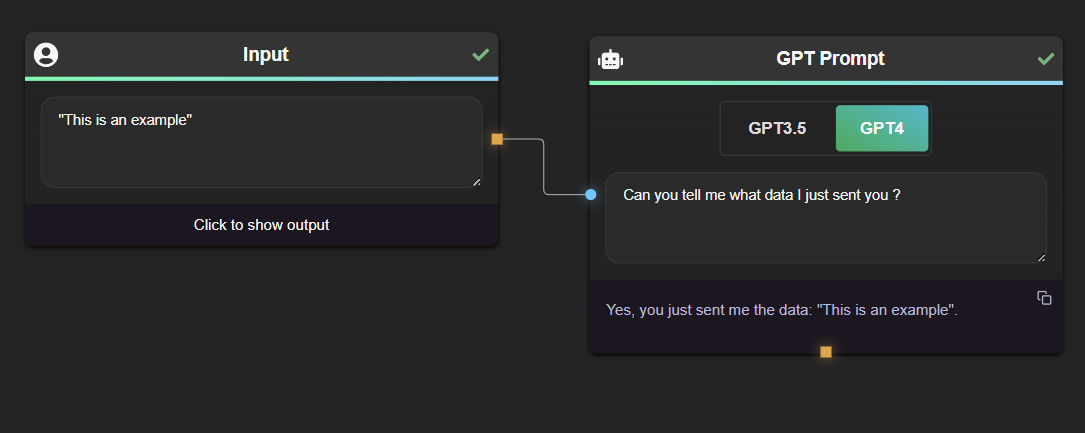 Input
"This is an example"
Click to show output
GPT Prompt
GPT3.5
GPT4
Can you tell me what data I just sent you ?
Yes, you just sent me the data: "This is an example".